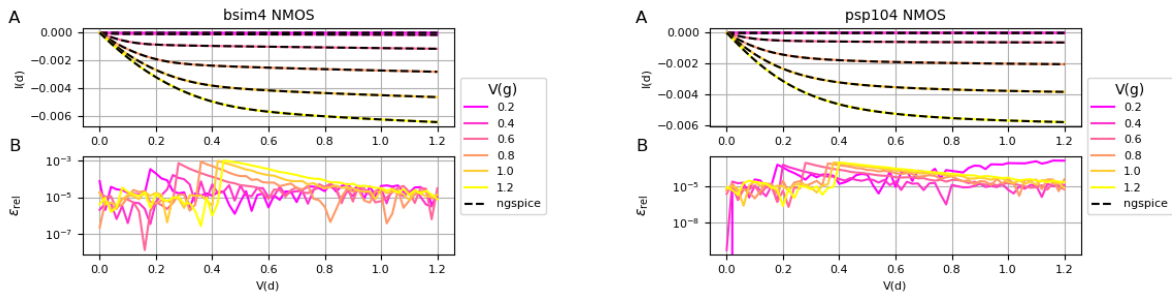 A
bsim4 NMOS
0.000
−0.002
−0.004
−0.006
I(d)
B
10⁻³
10⁻⁵
10⁻⁷
ε_rel
0.0 0.2 0.4 0.6 0.8 1.0 1.2
V(d)
V(g)
0.2
0.4
0.6
0.8
1.0
1.2
ngspice
A
psp104 NMOS
0.000
−0.002
−0.004
−0.006
I(d)
B
10⁻⁵
10⁻⁸
ε_rel
0.0 0.2 0.4 0.6 0.8 1.0 1.2
V(d)
V(g)
0.2
0.4
0.6
0.8
1.0
1.2
ngspice